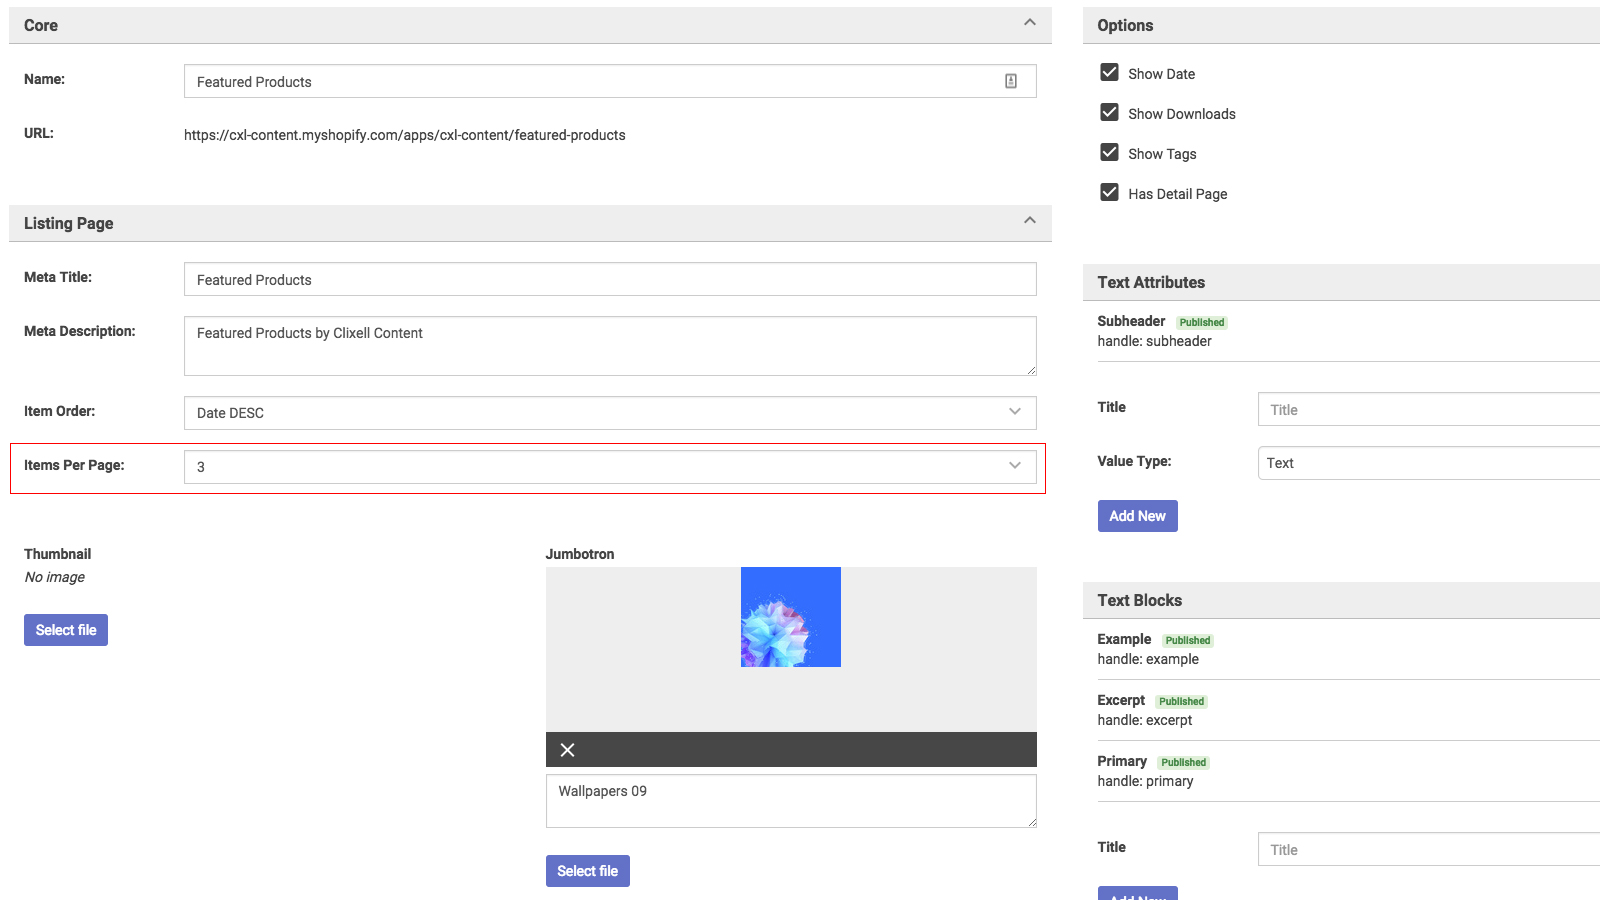 Core
Name:
Featured Products
URL:
https://cxl-content.myshopify.com/apps/cxl-content/featured-products
Listing Page
Meta Title:
Featured Products
Meta Description:
Featured Products by Clixell Content
Item Order:
Date DESC
Items Per Page:
3
Thumbnail
No image
Select file
Jumbotron
Wallpapers 09
Select file
Options
Show Date
Show Downloads
Show Tags
Has Detail Page
Text Attributes
Subheader Published
handle: subheader
Title
Title
Value Type:
Text
Add New
Text Blocks
Example Published
handle: example
Excerpt Published
handle: excerpt
Primary Published
handle: primary
Title
Title
Add New